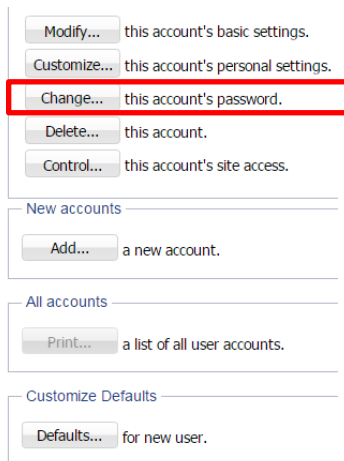 Modify... this account's basic settings.
Customize... this account's personal settings.
Change... this account's password.
Delete... this account.
Control... this account's site access.
New accounts
Add... a new account.
All accounts
Print... a list of all user accounts.
Customize Defaults
Defaults... for new user.